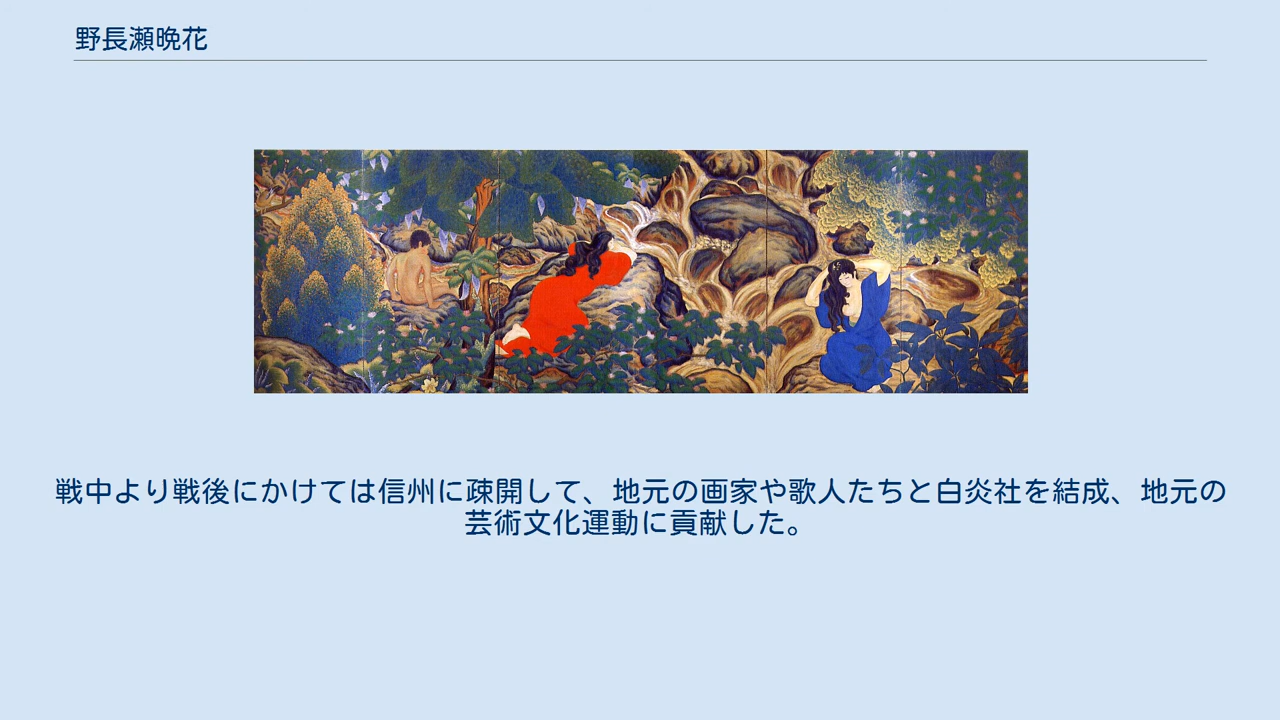 野長瀬晩花
戦中より戦後にかけては信州に疎開して、地元の画家や歌人たちと白炎社を結成、地元の
芸術文化運動に貢献した。